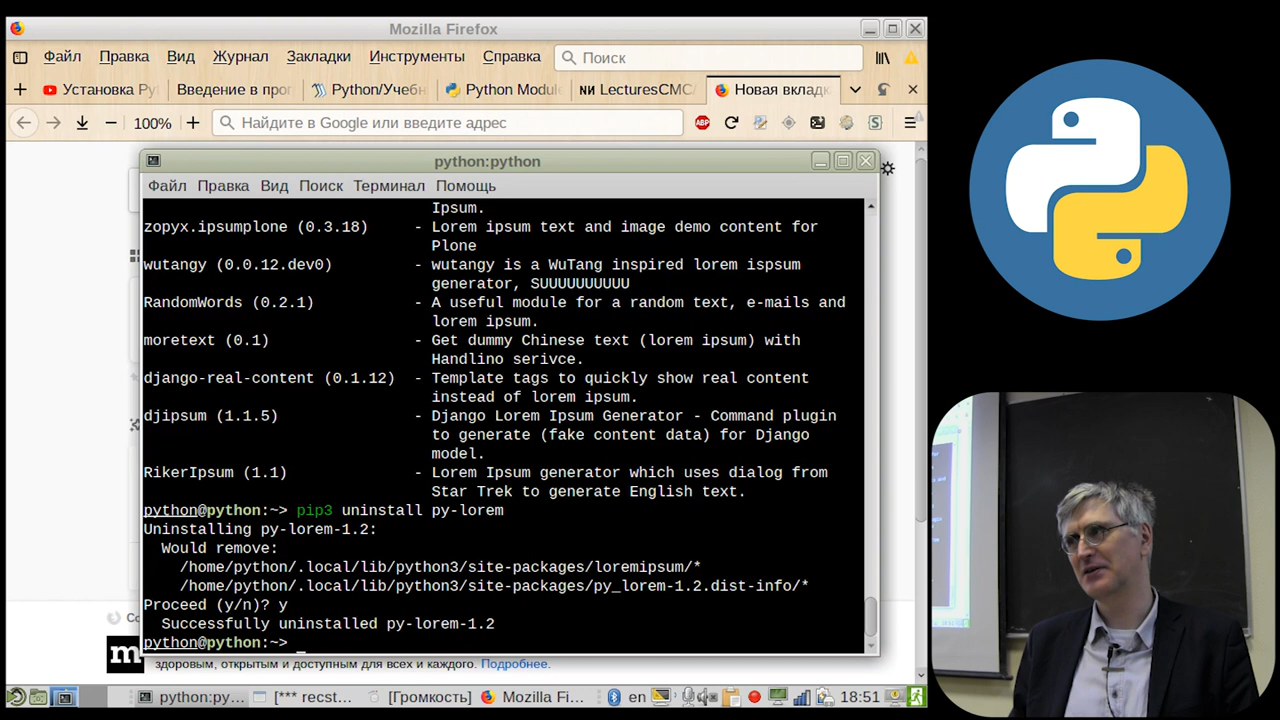 Mozilla Firefox
Файл Правка Вид Журнал Закладки Инструменты Справка Поиск
Установка Py Введение в прог Python/Учебн Python Module LecturesCMC/ Новая вкладка
100% Найдите в Google или введите адрес ABP S
python:python
Файл Правка Вид Поиск Терминал Помощь
Ipsum.
zopyx.ipsumplone (0.3.18) - Lorem ipsum text and image demo content for
Plone
wutangy (0.0.12.dev0) - wutangy is a WuTang inspired lorem ispsum
generator, SUUUUUUUUUU
RandomWords (0.2.1) - A useful module for a random text, e-mails and
lorem ipsum.
moretext (0.1) - Get dummy Chinese text (lorem ipsum) with
Handlino serivce.
django-real-content (0.1.12) - Template tags to quickly show real content
instead of lorem ipsum.
djipsum (1.1.5) - Django Lorem Ipsum Generator - Command plugin
to generate (fake content data) for Django
model.
RikerIpsum (1.1) - Lorem Ipsum generator which uses dialog from
Star Trek to generate English text.
python@python:~> pip3 uninstall py-lorem
Uninstalling py-lorem-1.2:
Would remove:
/home/python/.local/lib/python3/site-packages/loremipsum/*
/home/python/.local/lib/python3/site-packages/py_lorem-1.2.dist-info/*
Proceed (y/n)? y
Successfully uninstalled py-lorem-1.2
python@python:~>
m здоровым, открытым и доступным для всех и каждого. Подробнее.
python:py... [*** recst... [Громкость] Mozilla Fi... en 18:51